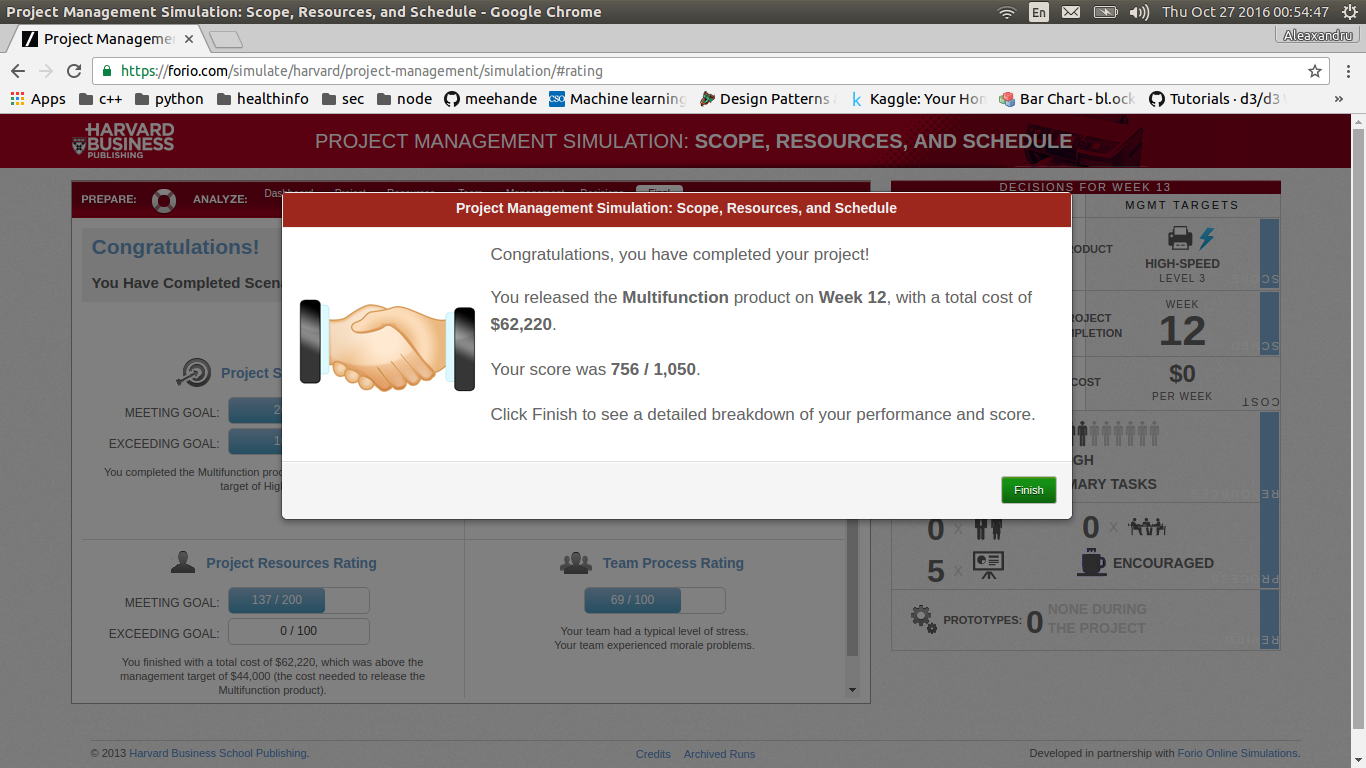 Project Management Simulation: Scope, Resources, and Schedule - Google Chrome
En
Thu Oct 27 2016 00:54:47
Project Manageme
Aleaxandru
https://forio.com/simulate/harvard/project-management/simulation/#rating
Apps c++ python healthinfo sec node meehande Machine learning Design Patterns Kaggle: Your Hom Bar Chart - bl.ock Tutorials · d3/d3 »
HARVARD
BUSINESS
PUBLISHING
PROJECT MANAGEMENT SIMULATION: SCOPE, RESOURCES, AND SCHEDULE
PREPARE: ANALYZE:
Congratulations!
You Have Completed Scena
Project S
MEETING GOAL: 2
EXCEEDING GOAL: 1
You completed the Multifunction prod
target of Hig
Project Management Simulation: Scope, Resources, and Schedule
Congratulations, you have completed your project!
You released the Multifunction product on Week 12, with a total cost of
$62,220.
Your score was 756 / 1,050.
Click Finish to see a detailed breakdown of your performance and score.
Finish
Project Resources Rating
MEETING GOAL: 137 / 200
EXCEEDING GOAL: 0 / 100
You finished with a total cost of $62,220, which was above the
management target of $44,000 (the cost needed to release the
Multifunction product).
Team Process Rating
69 / 100
Your team had a typical level of stress.
Your team experienced morale problems.
DECISIONS FOR WEEK 13
MGMT TARGETS
RODUCT
HIGH-SPEED
LEVEL 3
SCOPE
ROJECT
MPLETION
WEEK
12
SCHED
COST
$0
PER WEEK
COST
GH
MARY TASKS
RESOURCES
0 x
0 x
5 x
ENCOURAGED
PROCESS
PROTOTYPES: 0
NONE DURING
THE PROJECT
© 2013 Harvard Business School Publishing.
Credits Archived Runs
Developed in partnership with Forio Online Simulations.